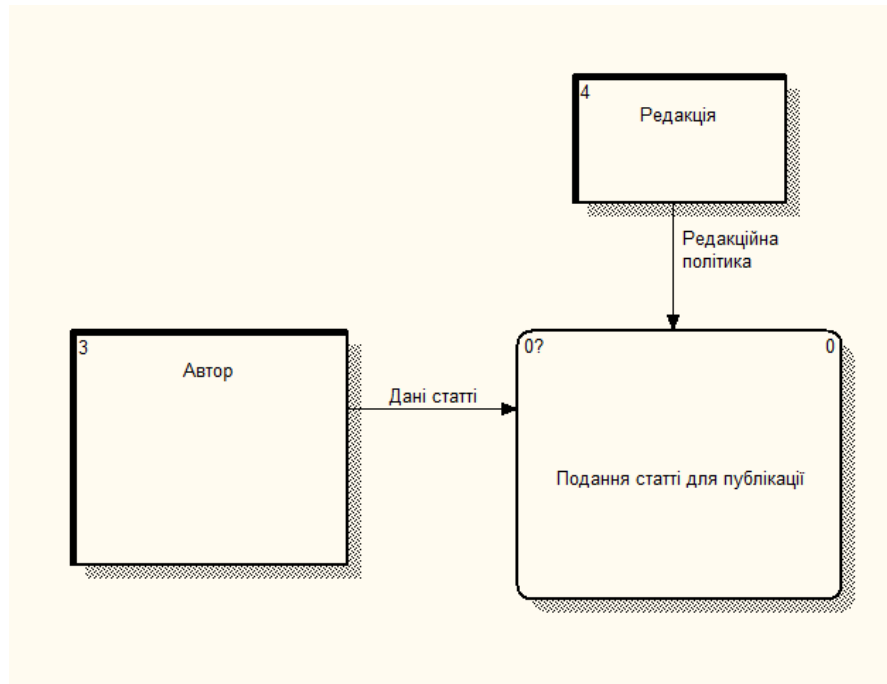 4
Редакція
Редакційна
політика
3
Автор
Дані статті
0?
0
Подання статті для публікації